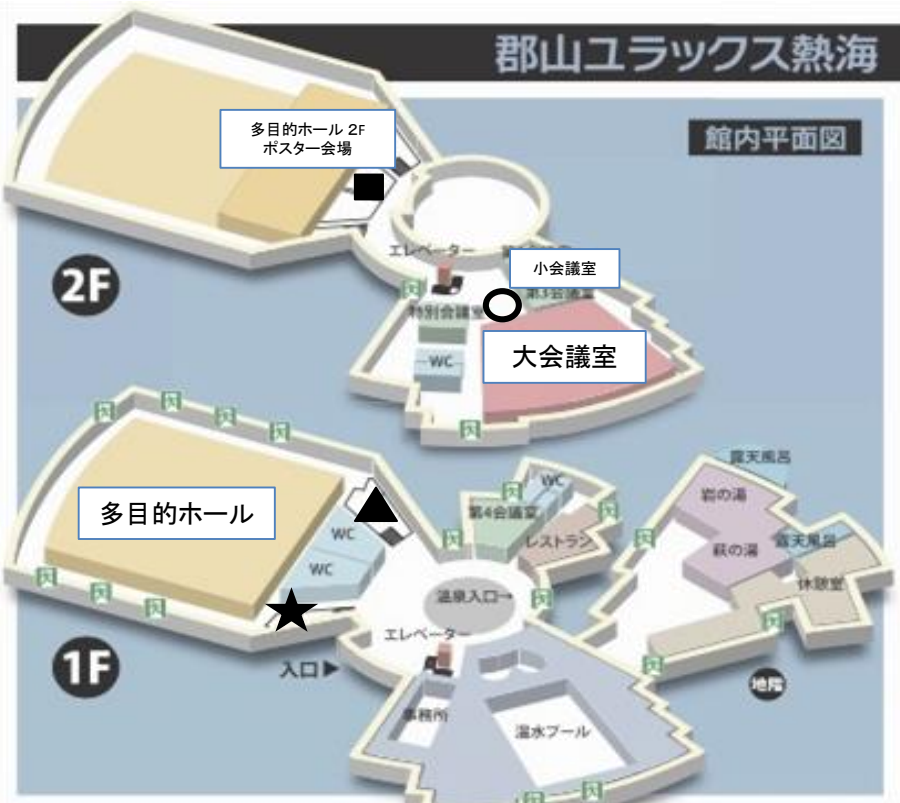 郡山ユラックス熱海
館内平面図
多目的ホール 2F
ポスター会場
2F
エレベーター
小会議室
第3会議室
特別会議室
大会議室
WC
多目的ホール
WC
WC
WC
第4会議室
レストラン
露天風呂
岩の湯
萩の湯
露天風呂
休憩室
温泉入口→
エレベーター
入口▶
1F
事務所
温水プール
地階